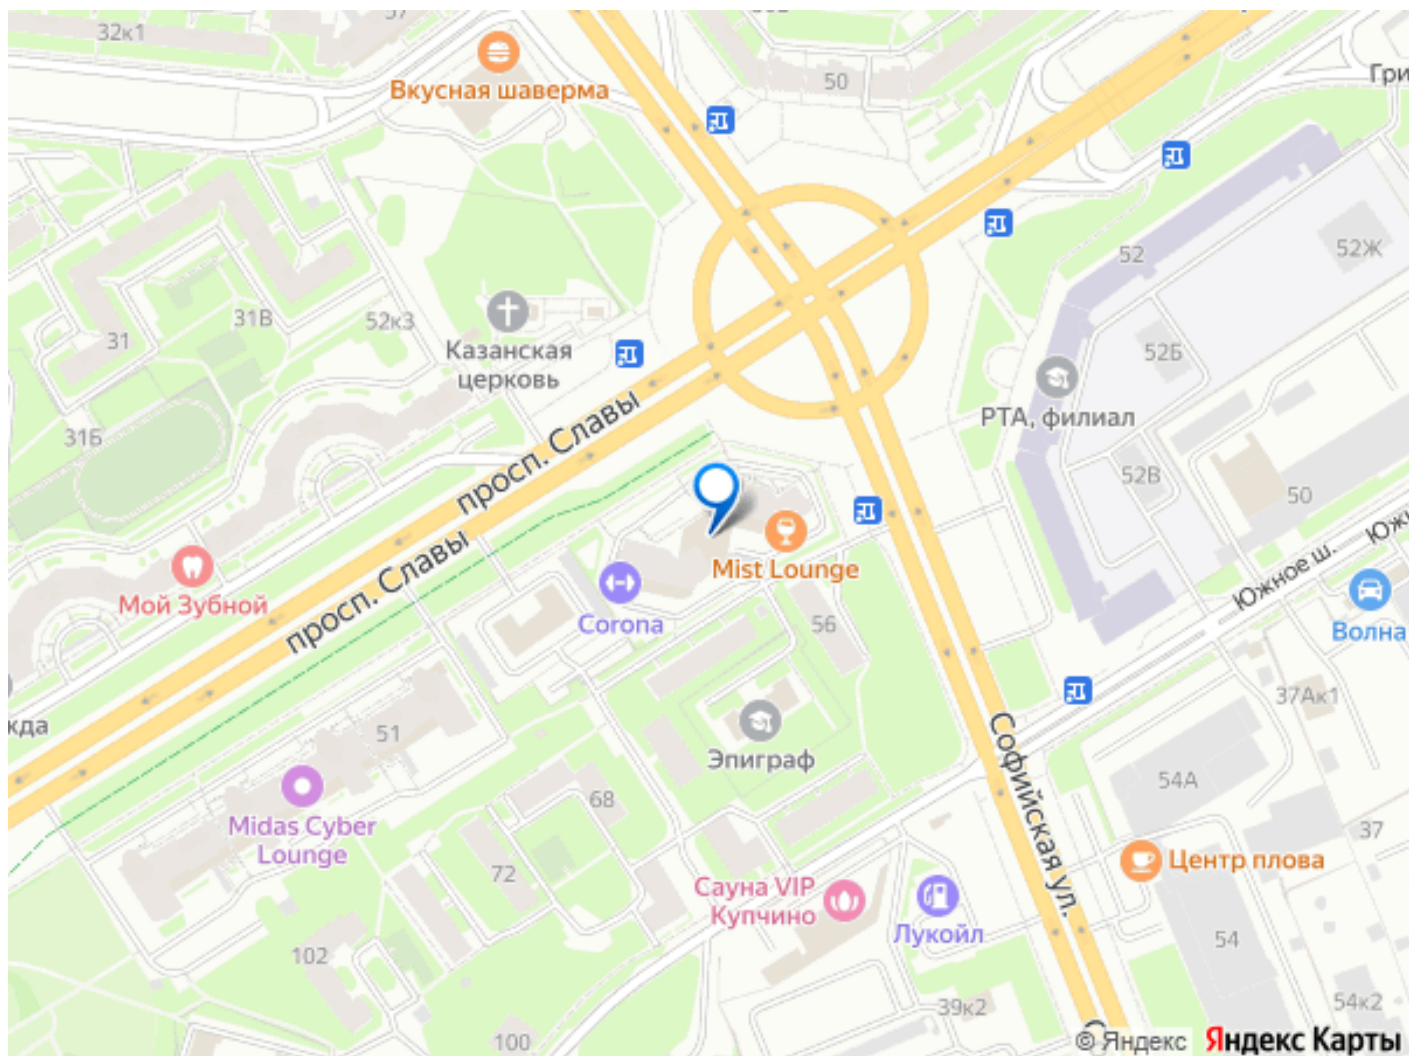 32к1
37
50
Вкусная шаверма
Гри
52
52Ж
31В
52к3
31
Казанская
церковь
52Б
РТА, филиал
просп. Славы
31Б
52В
50
Южное ш.
Mist Lounge
Мой Зубной
просп. Славы
Corona
56
Волна
37Ак1
жда
51
Эпиграф
Софийская ул.
54А
68
Midas Cyber
Lounge
37
72
Центр плова
Сауна VIP
Купчино
Лукойл
54
102
39к2
54к2
100
© Яндекс Яндекс Карты